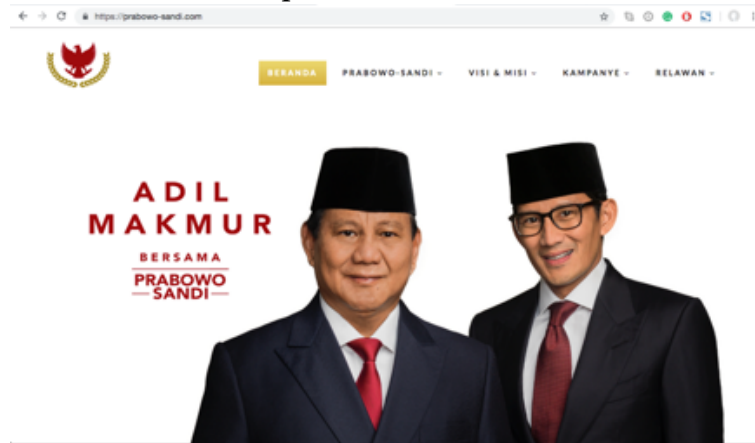 https://prabowo-sandi.com
BERANDA PRABOWO-SANDI VISI & MISI KAMPANYE RELAWAN
ADIL
MAKMUR
BERSAMA
PRABOWO
SANDI